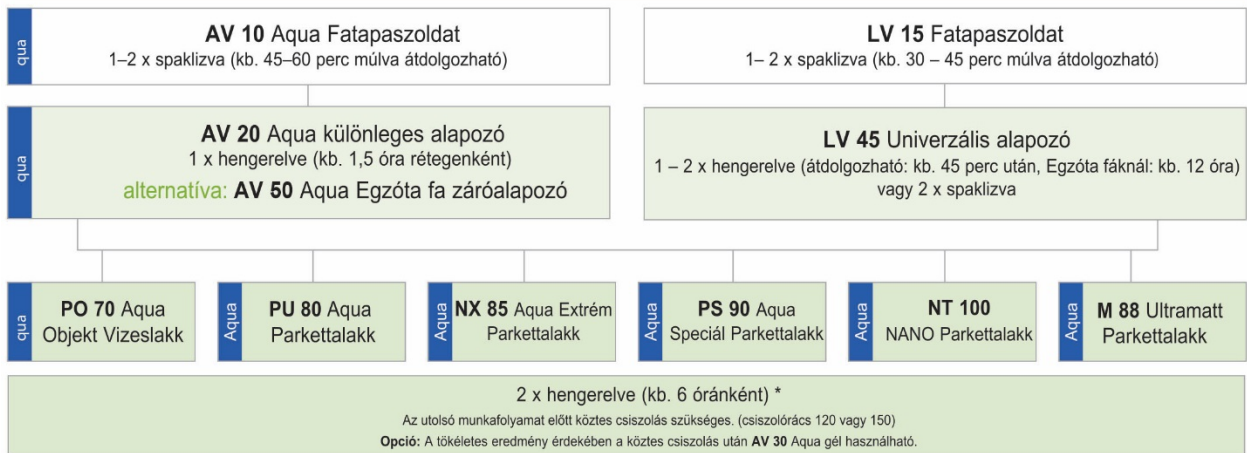 qua
AV 10 Aqua Fatapaszoldat
1–2 x spaklizva (kb. 45–60 perc múlva átdolgozható)
LV 15 Fatapaszoldat
1– 2 x spaklizva (kb. 30 – 45 perc múlva átdolgozható)
qua
AV 20 Aqua különleges alapozó
1 x hengerelve (kb. 1,5 óra rétegenként)
alternatíva: AV 50 Aqua Egzóta fa záróalapozó
LV 45 Univerzális alapozó
1 – 2 x hengerelve (átdolgozható: kb. 45 perc után, Egzóta fáknál: kb. 12 óra)
vagy 2 x spaklizva
qua
PO 70 Aqua
Objekt Vizeslakk
Aqua
PU 80 Aqua
Parkettalakk
Aqua
NX 85 Aqua Extrém
Parkettalakk
Aqua
PS 90 Aqua
Speciál Parkettalakk
Aqua
NT 100
NANO Parkettalakk
Aqua
M 88 Ultramatt
Parkettalakk
2 x hengerelve (kb. 6 óránként) *
Az utolsó munkafolyamat előtt köztes csiszolás szükséges. (csiszolórács 120 vagy 150)
Opció: A tökéletes eredmény érdekében a köztes csiszolás után AV 30 Aqua gél használható.